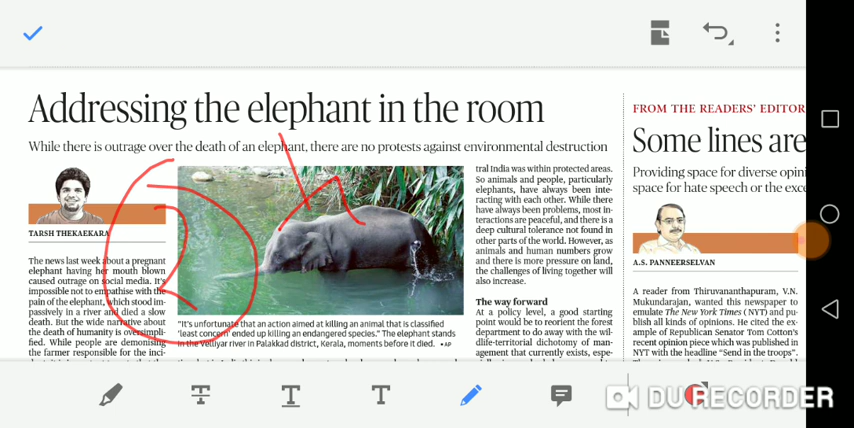 Addressing the elephant in the room
While there is outrage over the death of an elephant, there are no protests against environmental destruction
TARSH THEKAEKARA
The news last week about a pregnant
elephant having her mouth blown
caused outrage on social media. It's
impossible not to empathise with the
pain of the elephant, which stood im-
passively in a river and died a slow
death. But the wide narrative about
the death of humanity is oversimpli-
fied. While people are demonising
the farmer responsible for the inci-
"It's unfortunate that an action aimed at killing an animal that is classified
'least concern' ended up killing an endangered species." The elephant stands
in the Velliyar river in Palakkad district, Kerala, moments before it died. • AP
tral India was within protected areas.
So animals and people, particularly
elephants, have always been inte-
racting with each other. While there
have always been problems, most in-
teractions are peaceful, and there is a
deep cultural tolerance not found in
other parts of the world. However, as
animals and human numbers grow
and there is more pressure on land,
the challenges of living together will
also increase.
The way forward
At a policy level, a good starting
point would be to reorient the forest
department to do away with the wil-
dlife-territorial dichotomy of man-
agement that currently exists, espe-
FROM THE READERS' EDITOR
Some lines are
Providing space for diverse opini
space for hate speech or the exce
A.S. PANNEERSELVAN
A reader from Thiruvananthapuram, V.N.
Mukundarajan, wanted this newspaper to
emulate The New York Times (NYT) and pu-
blish all kinds of opinions. He cited the ex-
ample of Republican Senator Tom Cotton's
recent opinion piece which was published in
NYT with the headline "Send in the troops".
2
T
T
T
DU RECORDER